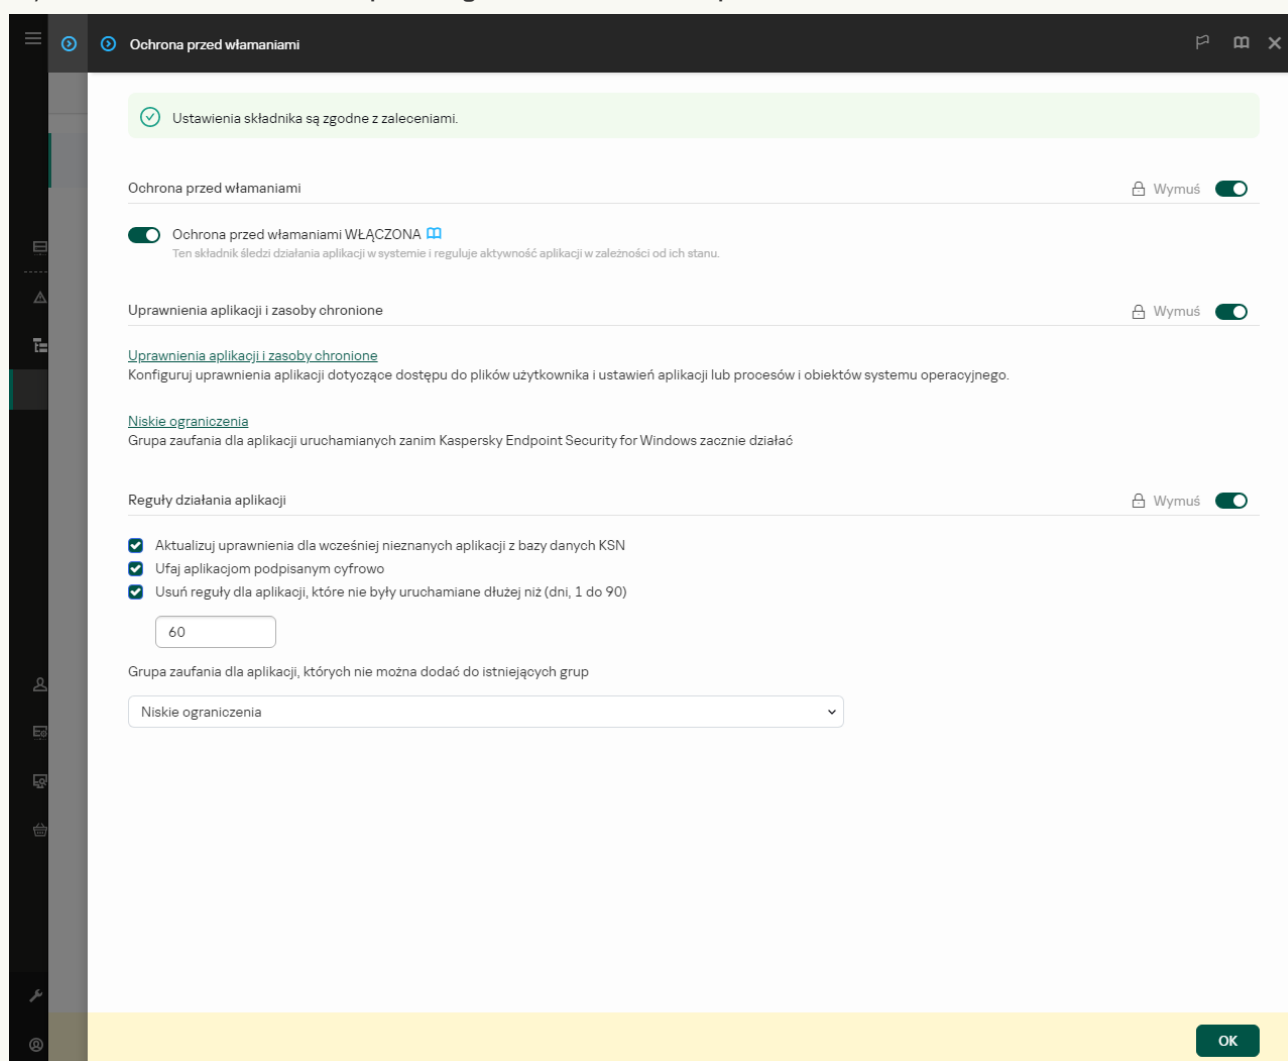 Ochrona przed włamaniami
Ustawienia składnika są zgodne z zaleceniami.
Ochrona przed włamaniami
Wymuś
Ochrona przed włamaniami WŁĄCZONA
Ten składnik śledzi działania aplikacji w systemie i reguluje aktywność aplikacji w zależności od ich stanu.
Uprawnienia aplikacji i zasoby chronione
Wymuś
Uprawnienia aplikacji i zasoby chronione
Konfiguruj uprawnienia aplikacji dotyczące dostępu do plików użytkownika i ustawień aplikacji lub procesów i obiektów systemu operacyjnego.
Niskie ograniczenia
Grupa zaufania dla aplikacji uruchamianych zanim Kaspersky Endpoint Security for Windows zacznie działać
Reguły działania aplikacji
Wymuś
Aktualizuj uprawnienia dla wcześniej nieznanych aplikacji z bazy danych KSN
Ufaj aplikacjom podpisanym cyfrowo
Usuń reguły dla aplikacji, które nie były uruchamiane dłużej niż (dni, 1 do 90)
60
Grupa zaufania dla aplikacji, których nie można dodać do istniejących grup
Niskie ograniczenia
OK